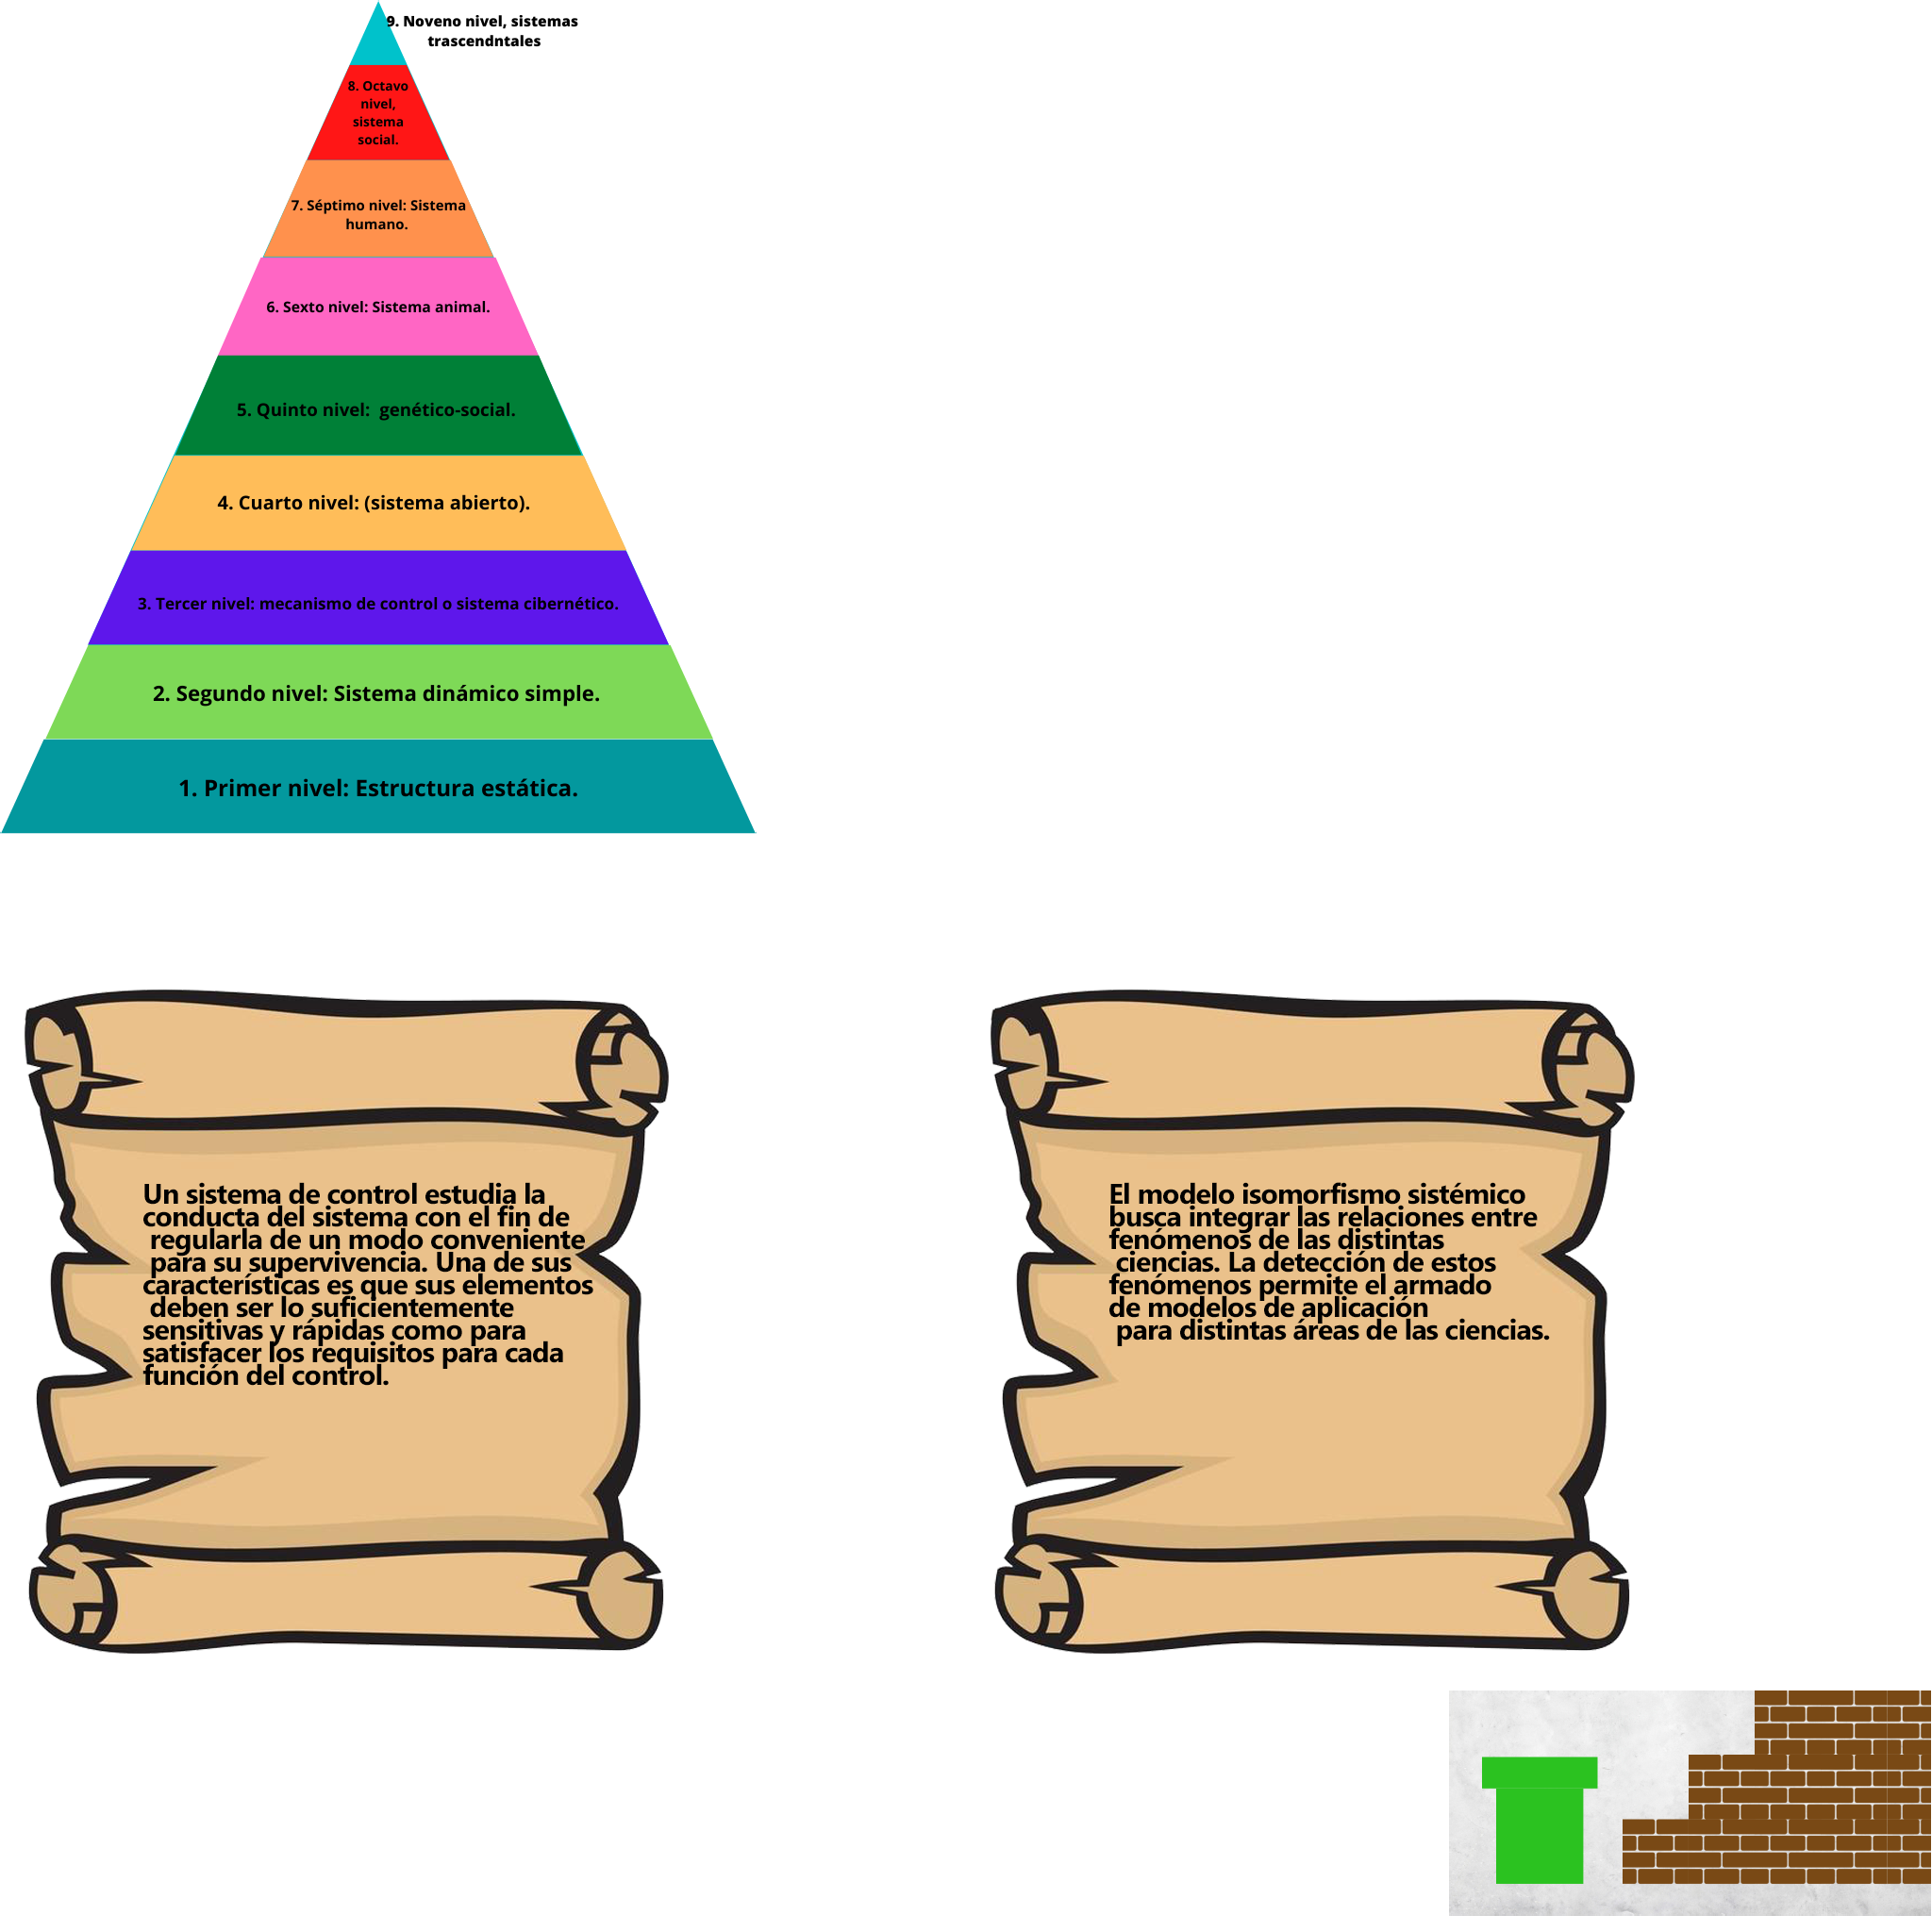 9. Noveno nivel, sistemas
trascendntales
8. Octavo
nivel,
sistema
social.
7. Séptimo nivel: Sistema
humano.
6. Sexto nivel: Sistema animal.
5. Quinto nivel:  genético-social.
4. Cuarto nivel: (sistema abierto).
3. Tercer nivel: mecanismo de control o sistema cibernético.
2. Segundo nivel: Sistema dinámico simple.
1. Primer nivel: Estructura estática.
Un sistema de control estudia la
conducta del sistema con el fin de
regularla de un modo conveniente
para su supervivencia. Una de sus
características es que sus elementos
deben ser lo suficientemente
sensitivas y rápidas como para
satisfacer los requisitos para cada
función del control.
El modelo isomorfismo sistémico
busca integrar las relaciones entre
fenómenos de las distintas
ciencias. La detección de estos
fenómenos permite el armado
de modelos de aplicación
para distintas áreas de las ciencias.